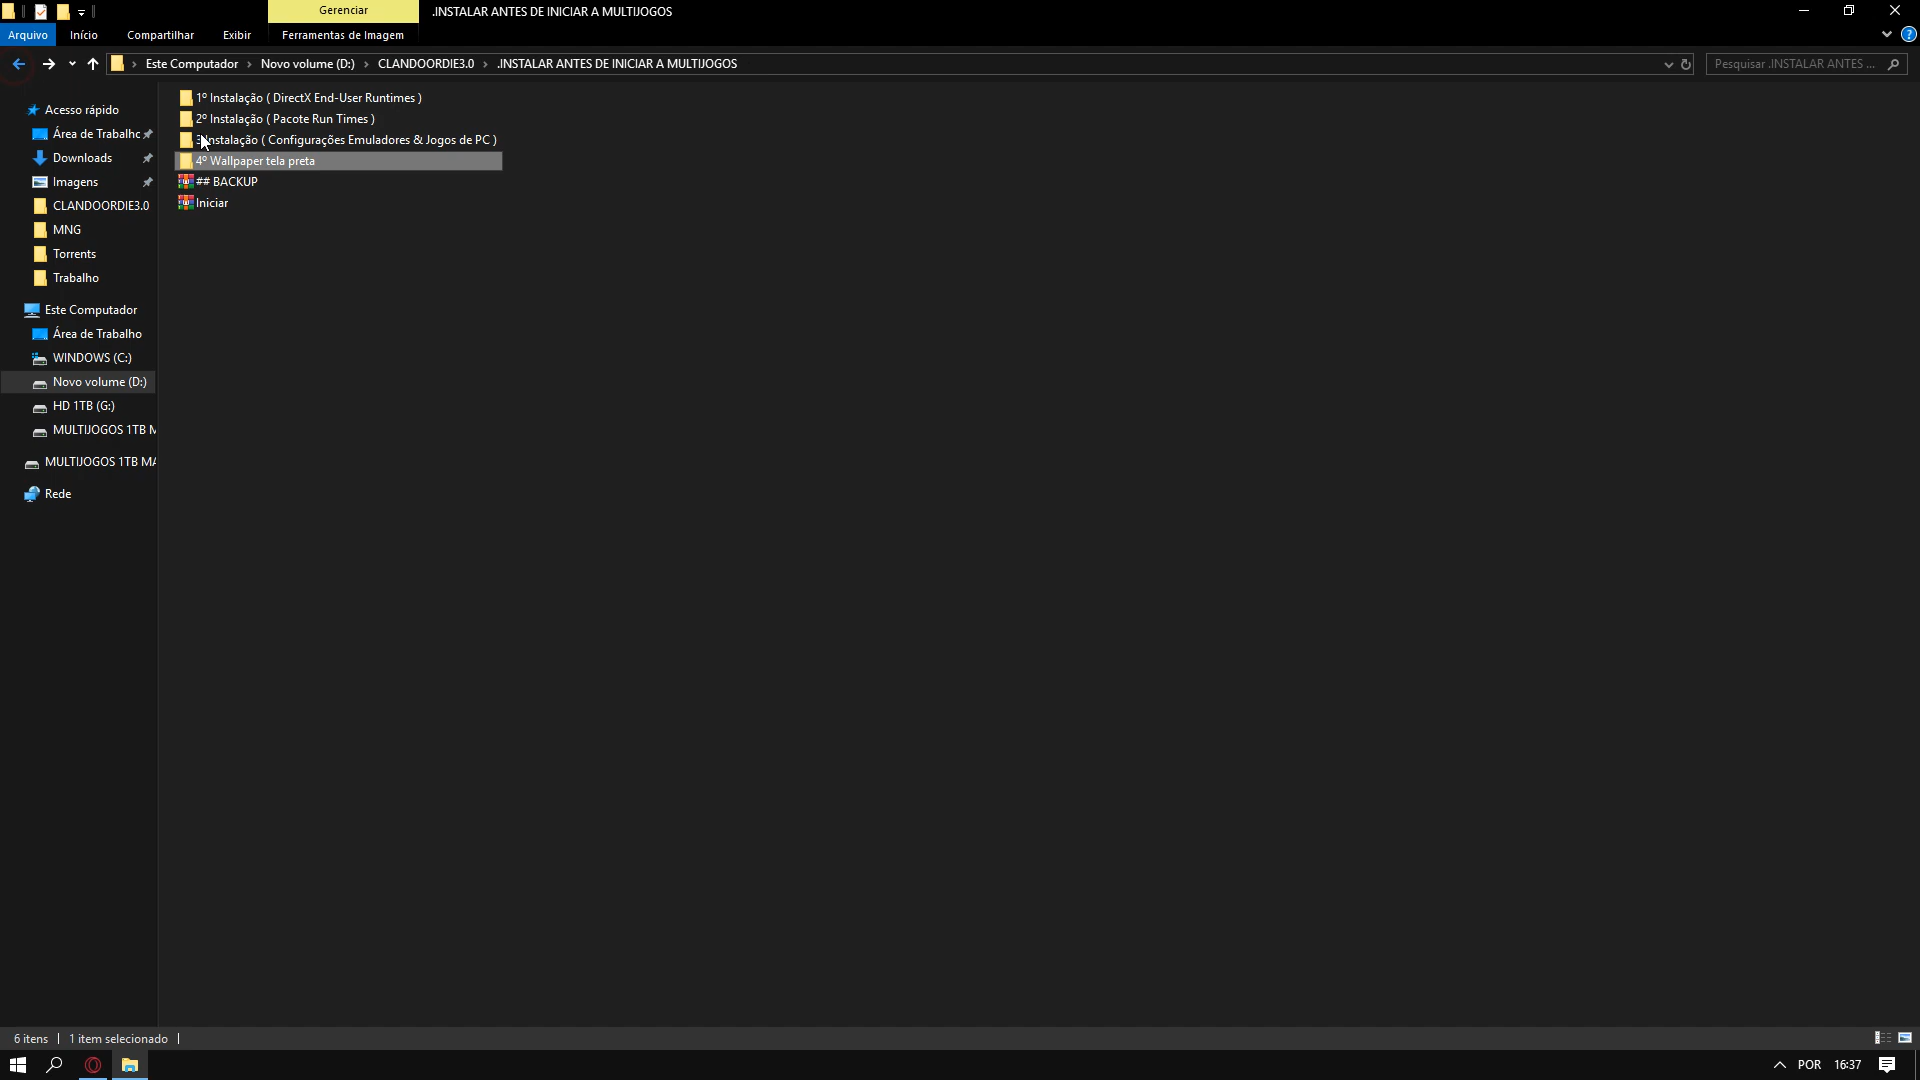 Gerenciar
.INSTALAR ANTES DE INICIAR A MULTIJOGOS
Arquivo
Início
Compartilhar
Exibir
Ferramentas de Imagem
Este Computador
Novo volume (D:)
CLANDOORDIE3.0
.INSTALAR ANTES DE INICIAR A MULTIJOGOS
Pesquisar .INSTALAR ANTES ...
Acesso rápido
Área de Trabalho
Downloads
Imagens
CLANDOORDIE3.0
MNG
Torrents
Trabalho
Este Computador
Área de Trabalho
WINDOWS (C:)
Novo volume (D:)
HD 1TB (G:)
MULTIJOGOS 1TB M
MULTIJOGOS 1TB MA
Rede
1º Instalação ( DirectX End-User Runtimes )
2º Instalação ( Pacote Run Times )
3º Instalação ( Configurações Emuladores & Jogos de PC )
4º Wallpaper tela preta
## BACKUP
Iniciar
6 itens
1 item selecionado
POR
16:37